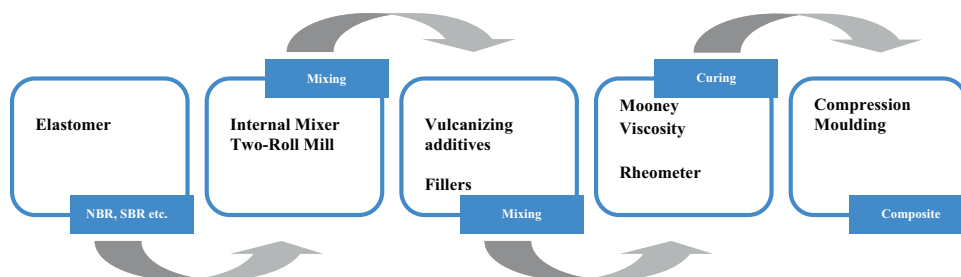 Elastomer
NBR, SBR etc.
Mixing
Internal Mixer
Two-Roll Mill
Vulcanizing
additives
Fillers
Mixing
Curing
Mooney
Viscosity
Rheometer
Compression
Moulding
Composite